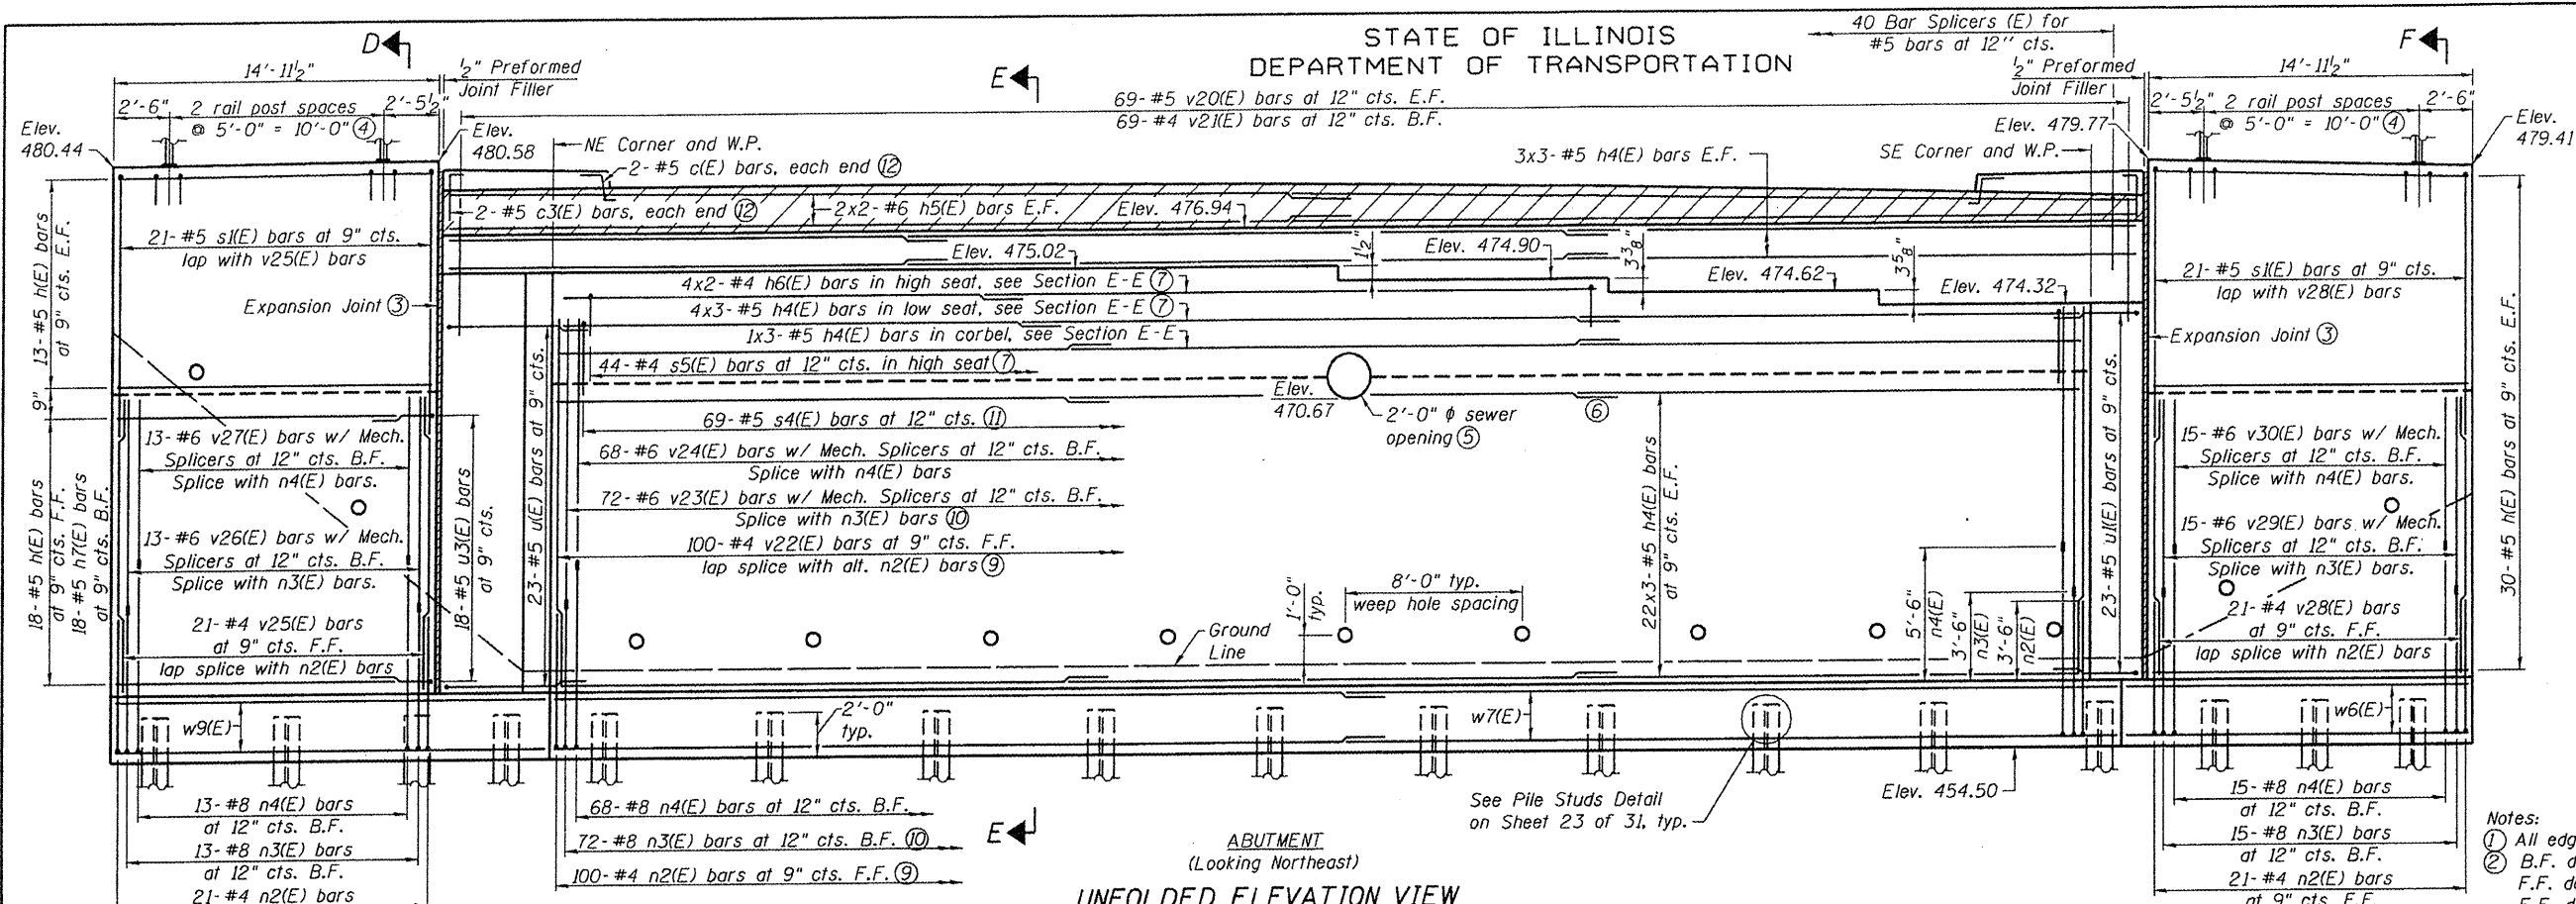 STATE OF ILLINOIS
DEPARTMENT OF TRANSPORTATION
40 Bar Splicers (E) for
#5 bars at 12'' cts.
D
E
F
14'-11½"
½" Preformed
Joint Filler
2'-6"
2 rail post spaces
@ 5'-0" = 10'-0" ④
2'-5½"
Elev.
480.44
Elev.
480.58
69-#5 v20(E) bars at 12" cts. E.F.
69-#4 v21(E) bars at 12" cts. B.F.
½" Preformed
Joint Filler
14'-11½"
2'-5½"
2 rail post spaces
@ 5'-0" = 10'-0" ④
2'-6"
Elev. 479.77
Elev.
479.41
NE Corner and W.P.
2-#5 c(E) bars, each end ⑫
3x3-#5 h4(E) bars E.F.
SE Corner and W.P.
2-#5 c3(E) bars, each end ⑫
2x2-#6 h5(E) bars E.F.
Elev. 476.94
13-#5 h(E) bars
at 9" cts. E.F.
21-#5 s1(E) bars at 9" cts.
lap with v25(E) bars
Expansion Joint ③
Elev. 475.02
1½"
Elev. 474.90
3⅜"
Elev. 474.62
3⅝"
Elev. 474.32
4x2-#4 h6(E) bars in high seat, see Section E-E ⑦
4x3-#5 h4(E) bars in low seat, see Section E-E ⑦
1x3-#5 h4(E) bars in corbel, see Section E-E
44-#4 s5(E) bars at 12" cts. in high seat ⑦
21-#5 s1(E) bars at 9" cts.
lap with v28(E) bars
Expansion Joint ③
9"
Elev.
470.67
2'-0" ϕ sewer
opening ⑤
⑥
69-#5 s4(E) bars at 12" cts. ⑪
68-#6 v24(E) bars w/ Mech. Splicers at 12" cts. B.F.
Splice with n4(E) bars
72-#6 v23(E) bars w/ Mech. Splicers at 12" cts. B.F.
Splice with n3(E) bars ⑩
100-#4 v22(E) bars at 9" cts. F.F.
lap splice with alt. n2(E) bars ⑨
18-#5 h(E) bars
at 9" cts. F.F.
18-#5 h7(E) bars
at 9" cts. B.F.
13-#6 v27(E) bars w/ Mech.
Splicers at 12" cts. B.F.
Splice with n4(E) bars.
13-#6 v26(E) bars w/ Mech.
Splicers at 12" cts. B.F.
Splice with n3(E) bars.
21-#4 v25(E) bars
at 9" cts. F.F.
lap splice with n2(E) bars
18-#5 u3(E) bars
at 9" cts.
23-#5 u(E) bars at 9" cts.
22x3-#5 h4(E) bars
at 9" cts. E.F.
23-#5 u1(E) bars at 9" cts.
30-#5 h(E) bars at 9" cts. E.F.
15-#6 v30(E) bars w/ Mech.
Splicers at 12" cts. B.F.
Splice with n4(E) bars.
15-#6 v29(E) bars w/ Mech.
Splicers at 12" cts. B.F.
Splice with n3(E) bars.
21-#4 v28(E) bars
at 9" cts. F.F.
lap splice with n2(E) bars
Ground
Line
1'-0"
typ.
8'-0" typ.
weep hole spacing
5'-6"
n4(E)
3'-6"
n3(E)
3'-6"
n2(E)
w9(E)
2'-0"
typ.
w7(E)
w6(E)
13-#8 n4(E) bars
at 12" cts. B.F.
13-#8 n3(E) bars
at 12" cts. B.F.
21-#4 n2(E) bars
68-#8 n4(E) bars at 12" cts. B.F.
72-#8 n3(E) bars at 12" cts. B.F. ⑩
100-#4 n2(E) bars at 9" cts. F.F. ⑨
E
ABUTMENT
(Looking Northeast)
UNFOLDED ELEVATION VIEW
See Pile Studs Detail
on Sheet 23 of 31, typ.
Elev. 454.50
15-#8 n4(E) bars
at 12" cts. B.F.
15-#8 n3(E) bars
at 12" cts. B.F.
21-#4 n2(E) bars
at 9" cts. F.F.
Notes:
① All edg
② B.F. d
F.F. de